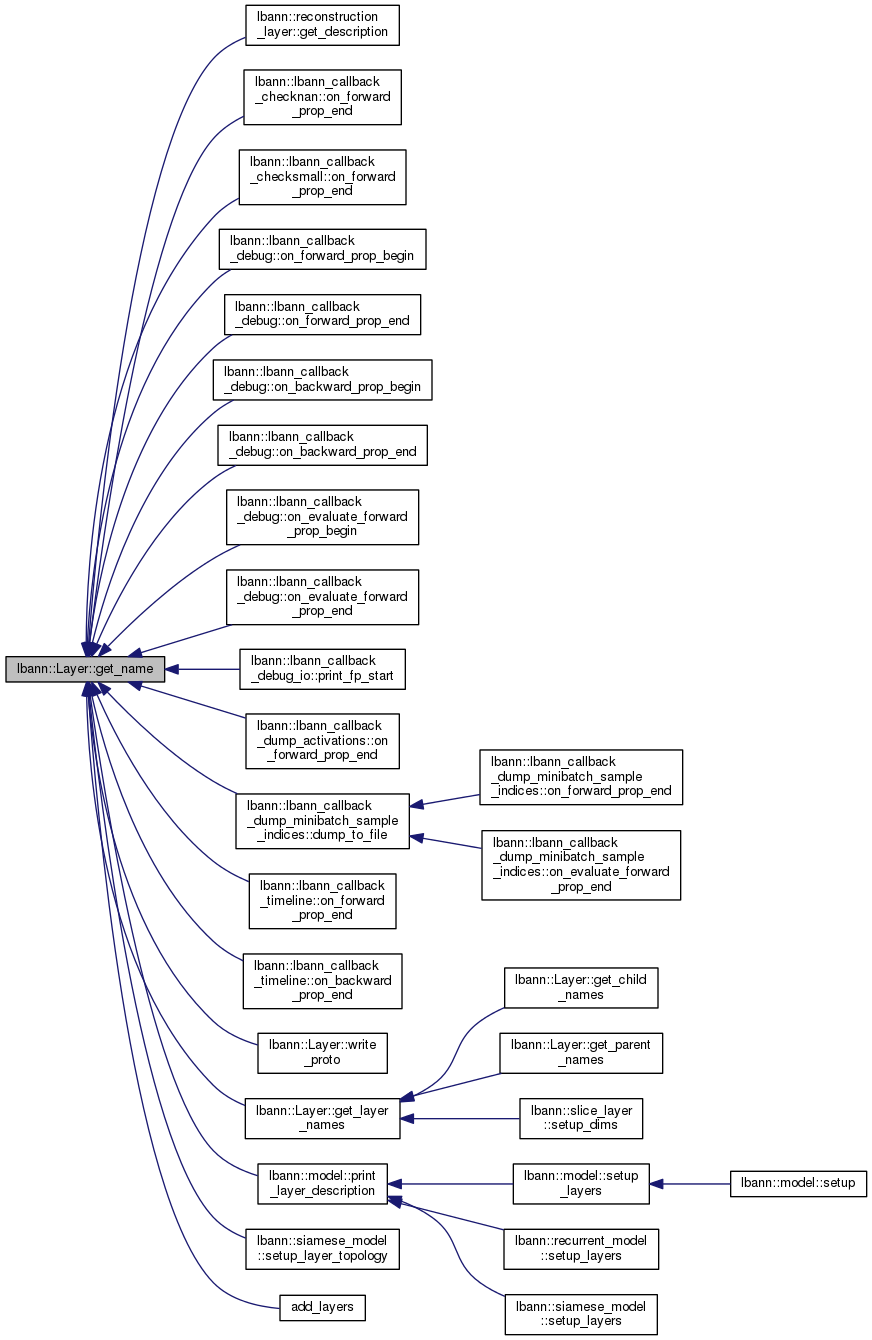 lbann::reconstruction
_layer::get_description
lbann::lbann_callback
_checknan::on_forward
_prop_end
lbann::lbann_callback
_checksmall::on_forward
_prop_end
lbann::lbann_callback
_debug::on_forward_prop_begin
lbann::lbann_callback
_debug::on_forward_prop_end
lbann::lbann_callback
_debug::on_backward_prop_begin
lbann::lbann_callback
_debug::on_backward_prop_end
lbann::lbann_callback
_debug::on_evaluate_forward
_prop_begin
lbann::lbann_callback
_debug::on_evaluate_forward
_prop_end
lbann::Layer::get_name
lbann::lbann_callback
_debug_io::print_fp_start
lbann::lbann_callback
_dump_activations::on
_forward_prop_end
lbann::lbann_callback
_dump_minibatch_sample
_indices::dump_to_file
lbann::lbann_callback
_dump_minibatch_sample
_indices::on_forward_prop_end
lbann::lbann_callback
_dump_minibatch_sample
_indices::on_evaluate_forward
_prop_end
lbann::lbann_callback
_timeline::on_forward
_prop_end
lbann::lbann_callback
_timeline::on_backward
_prop_end
lbann::Layer::write
_proto
lbann::Layer::get_layer
_names
lbann::Layer::get_child
_names
lbann::Layer::get_parent
_names
lbann::slice_layer
::setup_dims
lbann::model::print
_layer_description
lbann::model::setup
_layers
lbann::model::setup
lbann::recurrent_model
::setup_layers
lbann::siamese_model
::setup_layers
lbann::siamese_model
::setup_layer_topology
add_layers